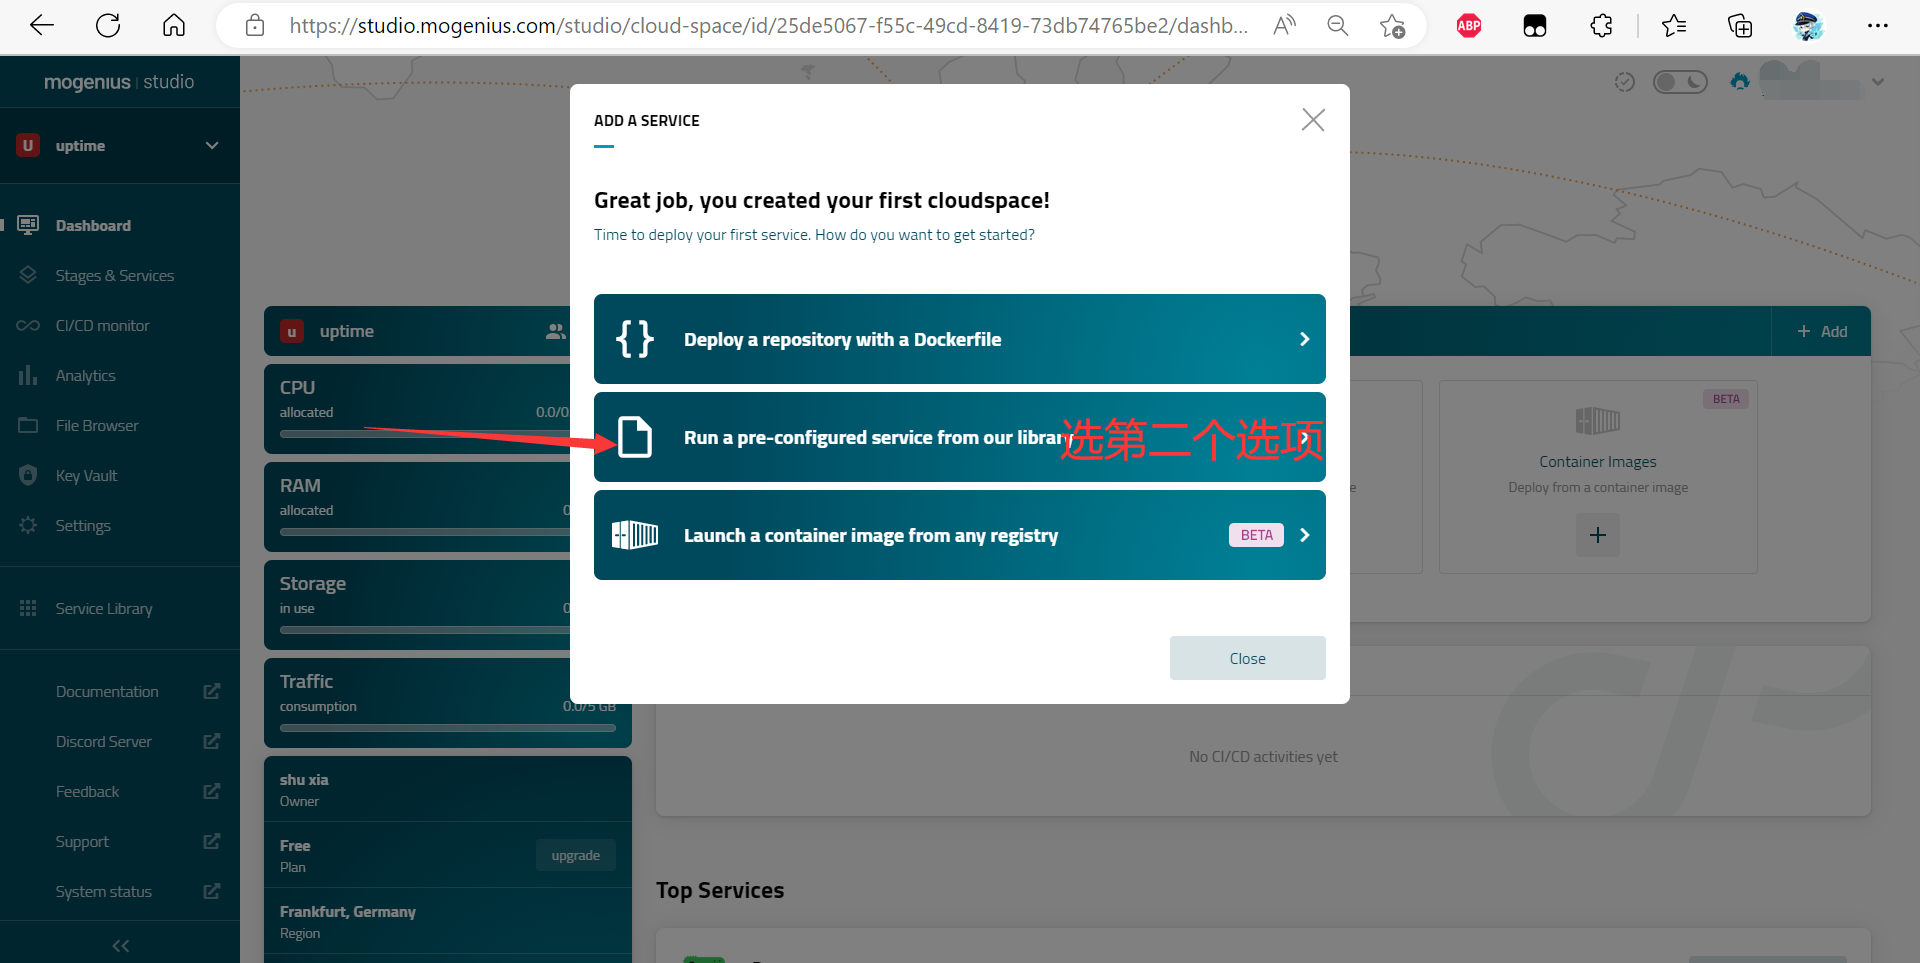 https://studio.mogenius.com/studio/cloud-space/id/25de5067-f55c-49cd-8419-73db74765be2/dashb...
ABP
mogenius | studio
U uptime
Dashboard
Stages & Services
CI/CD monitor
Analytics
File Browser
Key Vault
Settings
Service Library
Documentation
Discord Server
Feedback
Support
System status
u uptime
CPU
allocated 0.0/0
RAM
allocated 0
Storage
in use 0
Traffic
consumption 0.0/5 GB
shu xia
Owner
Free
Plan
upgrade
Frankfurt, Germany
Region
ADD A SERVICE
Great job, you created your first cloudspace!
Time to deploy your first service. How do you want to get started?
Deploy a repository with a Dockerfile
Run a pre-configured service from our library
选第二个选项
Launch a container image from any registry BETA
Close
+ Add
BETA
Container Images
Deploy from a container image
No CI/CD activities yet
Top Services